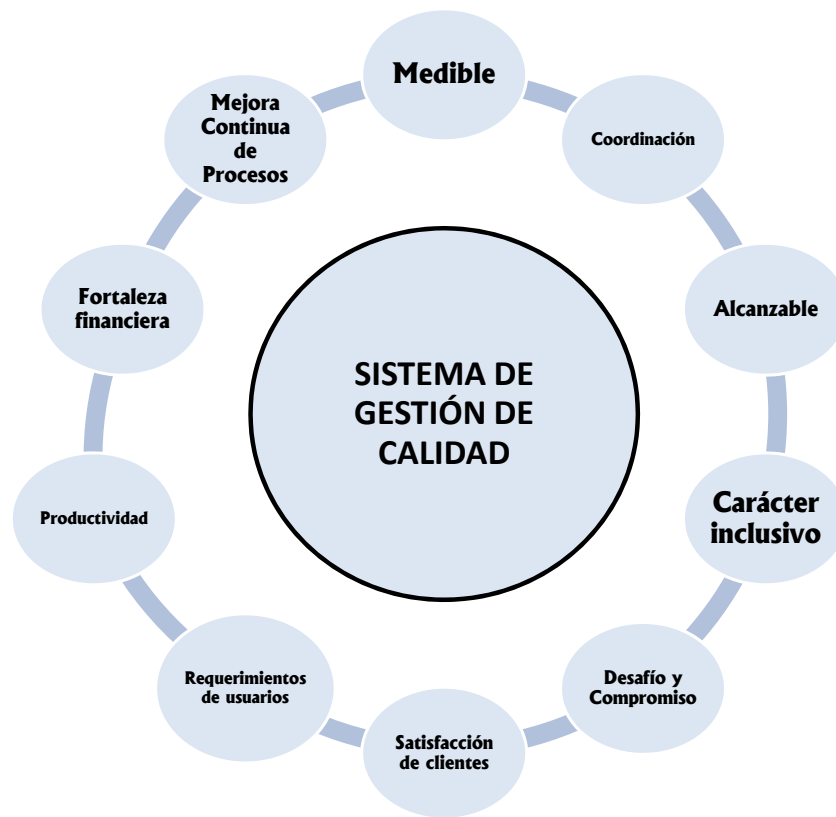 Medible
Coordinación
Alcanzable
Carácter
inclusivo
Desafío y
Compromiso
Satisfacción
de clientes
Requerimientos
de usuarios
Productividad
Fortaleza
financiera
Mejora
Continua
de
Procesos
SISTEMA DE
GESTIÓN DE
CALIDAD